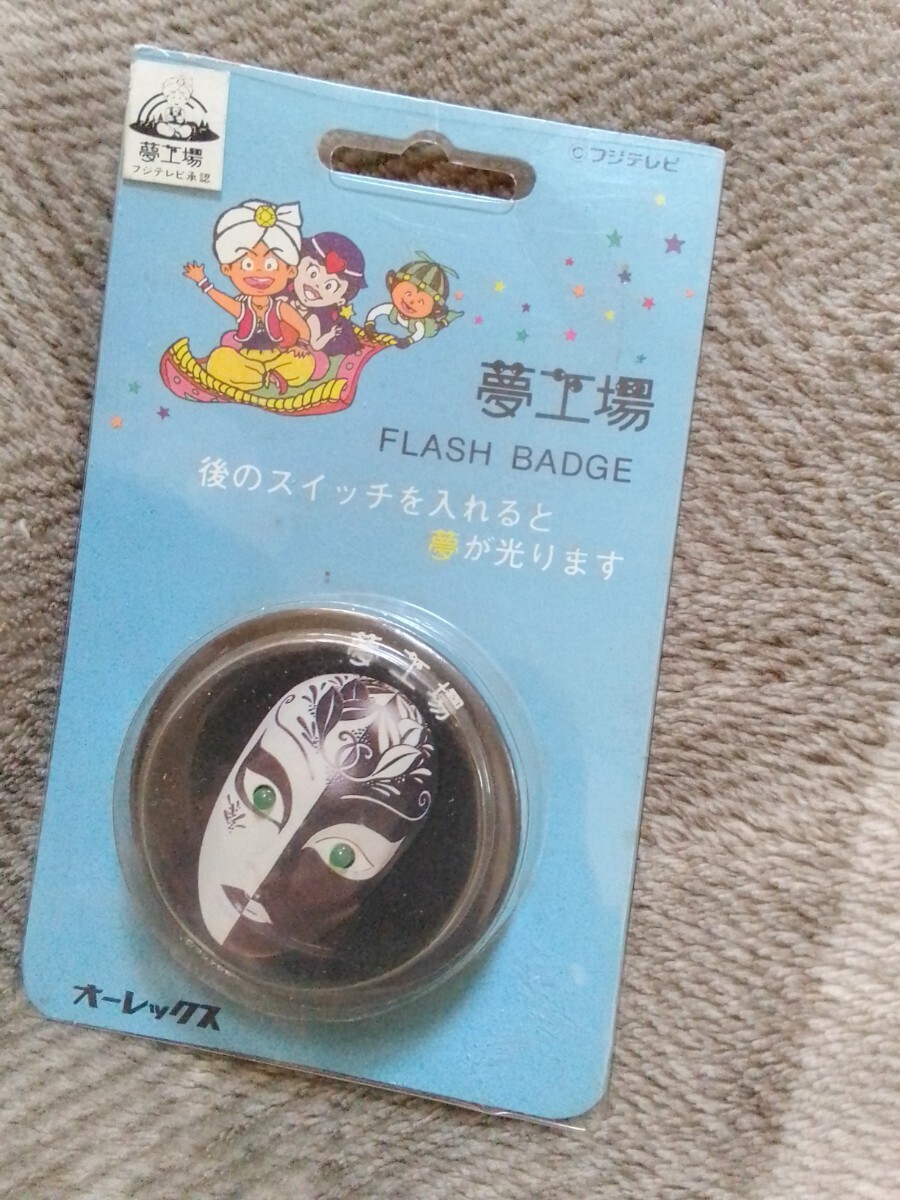 夢工場
フジテレビ承認
©フジテレビ
夢工場
FLASH BADGE
後のスイッチを入れると
夢が光ります
夢工場
オーレックス